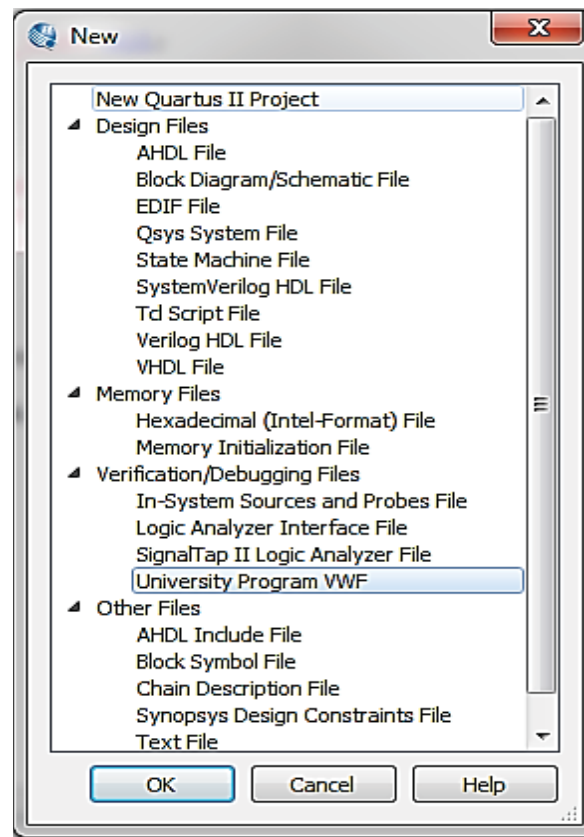 New
New Quartus II Project
Design Files
AHDL File
Block Diagram/Schematic File
EDIF File
Qsys System File
State Machine File
SystemVerilog HDL File
Tcl Script File
Verilog HDL File
VHDL File
Memory Files
Hexadecimal (Intel-Format) File
Memory Initialization File
Verification/Debugging Files
In-System Sources and Probes File
Logic Analyzer Interface File
SignalTap II Logic Analyzer File
University Program VWF
Other Files
AHDL Include File
Block Symbol File
Chain Description File
Synopsys Design Constraints File
Text File
OK Cancel Help